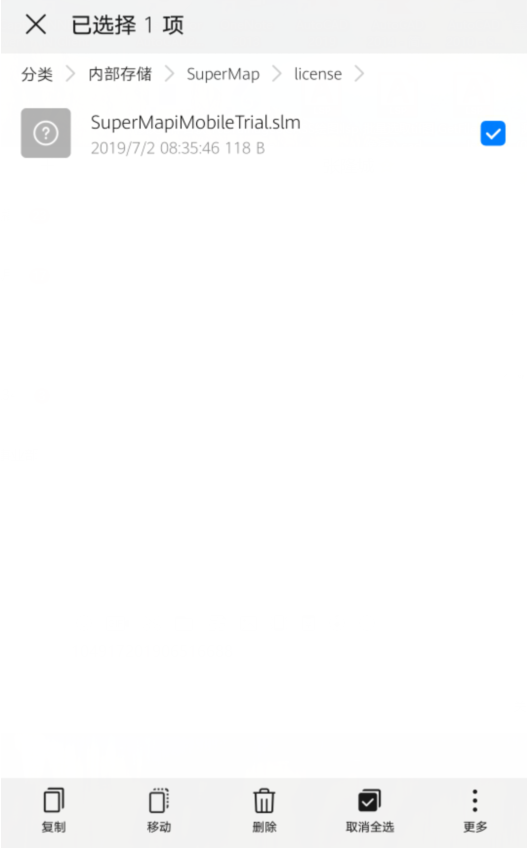 已选择 1 项
分类 内部存储 SuperMap license
SuperMapiMobileTrial.slm
2019/7/2 08:35:46 118 B
复制 移动 删除 取消全选 更多